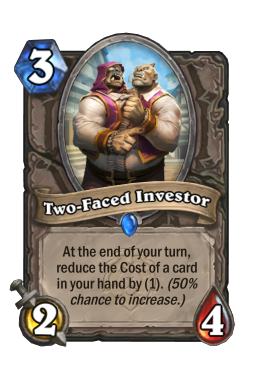 3
Two-Faced Investor
At the end of your turn,
reduce the Cost of a card
in your hand by (1). (50%
chance to increase.)
2
4